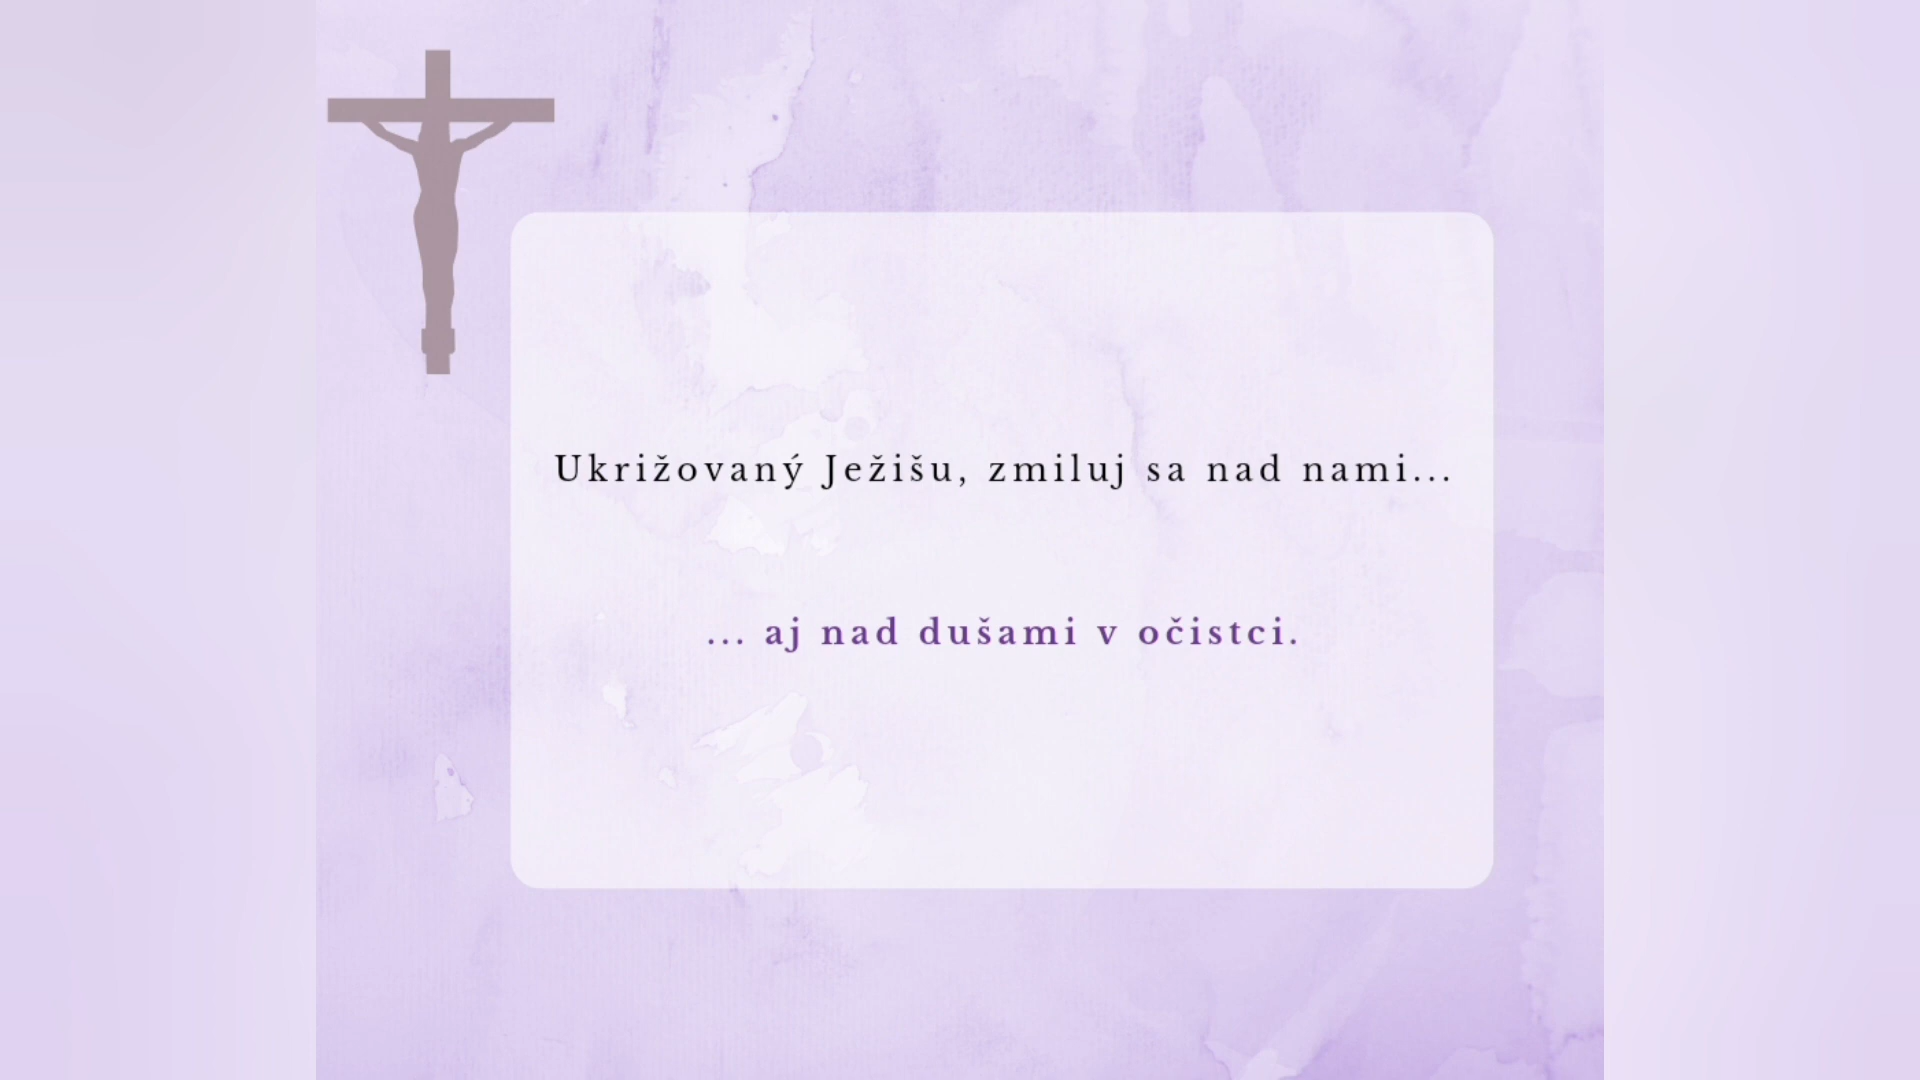 Ukrižovaný Ježišu, zmiluj sa nad nami...
... aj nad dušami v očistci.